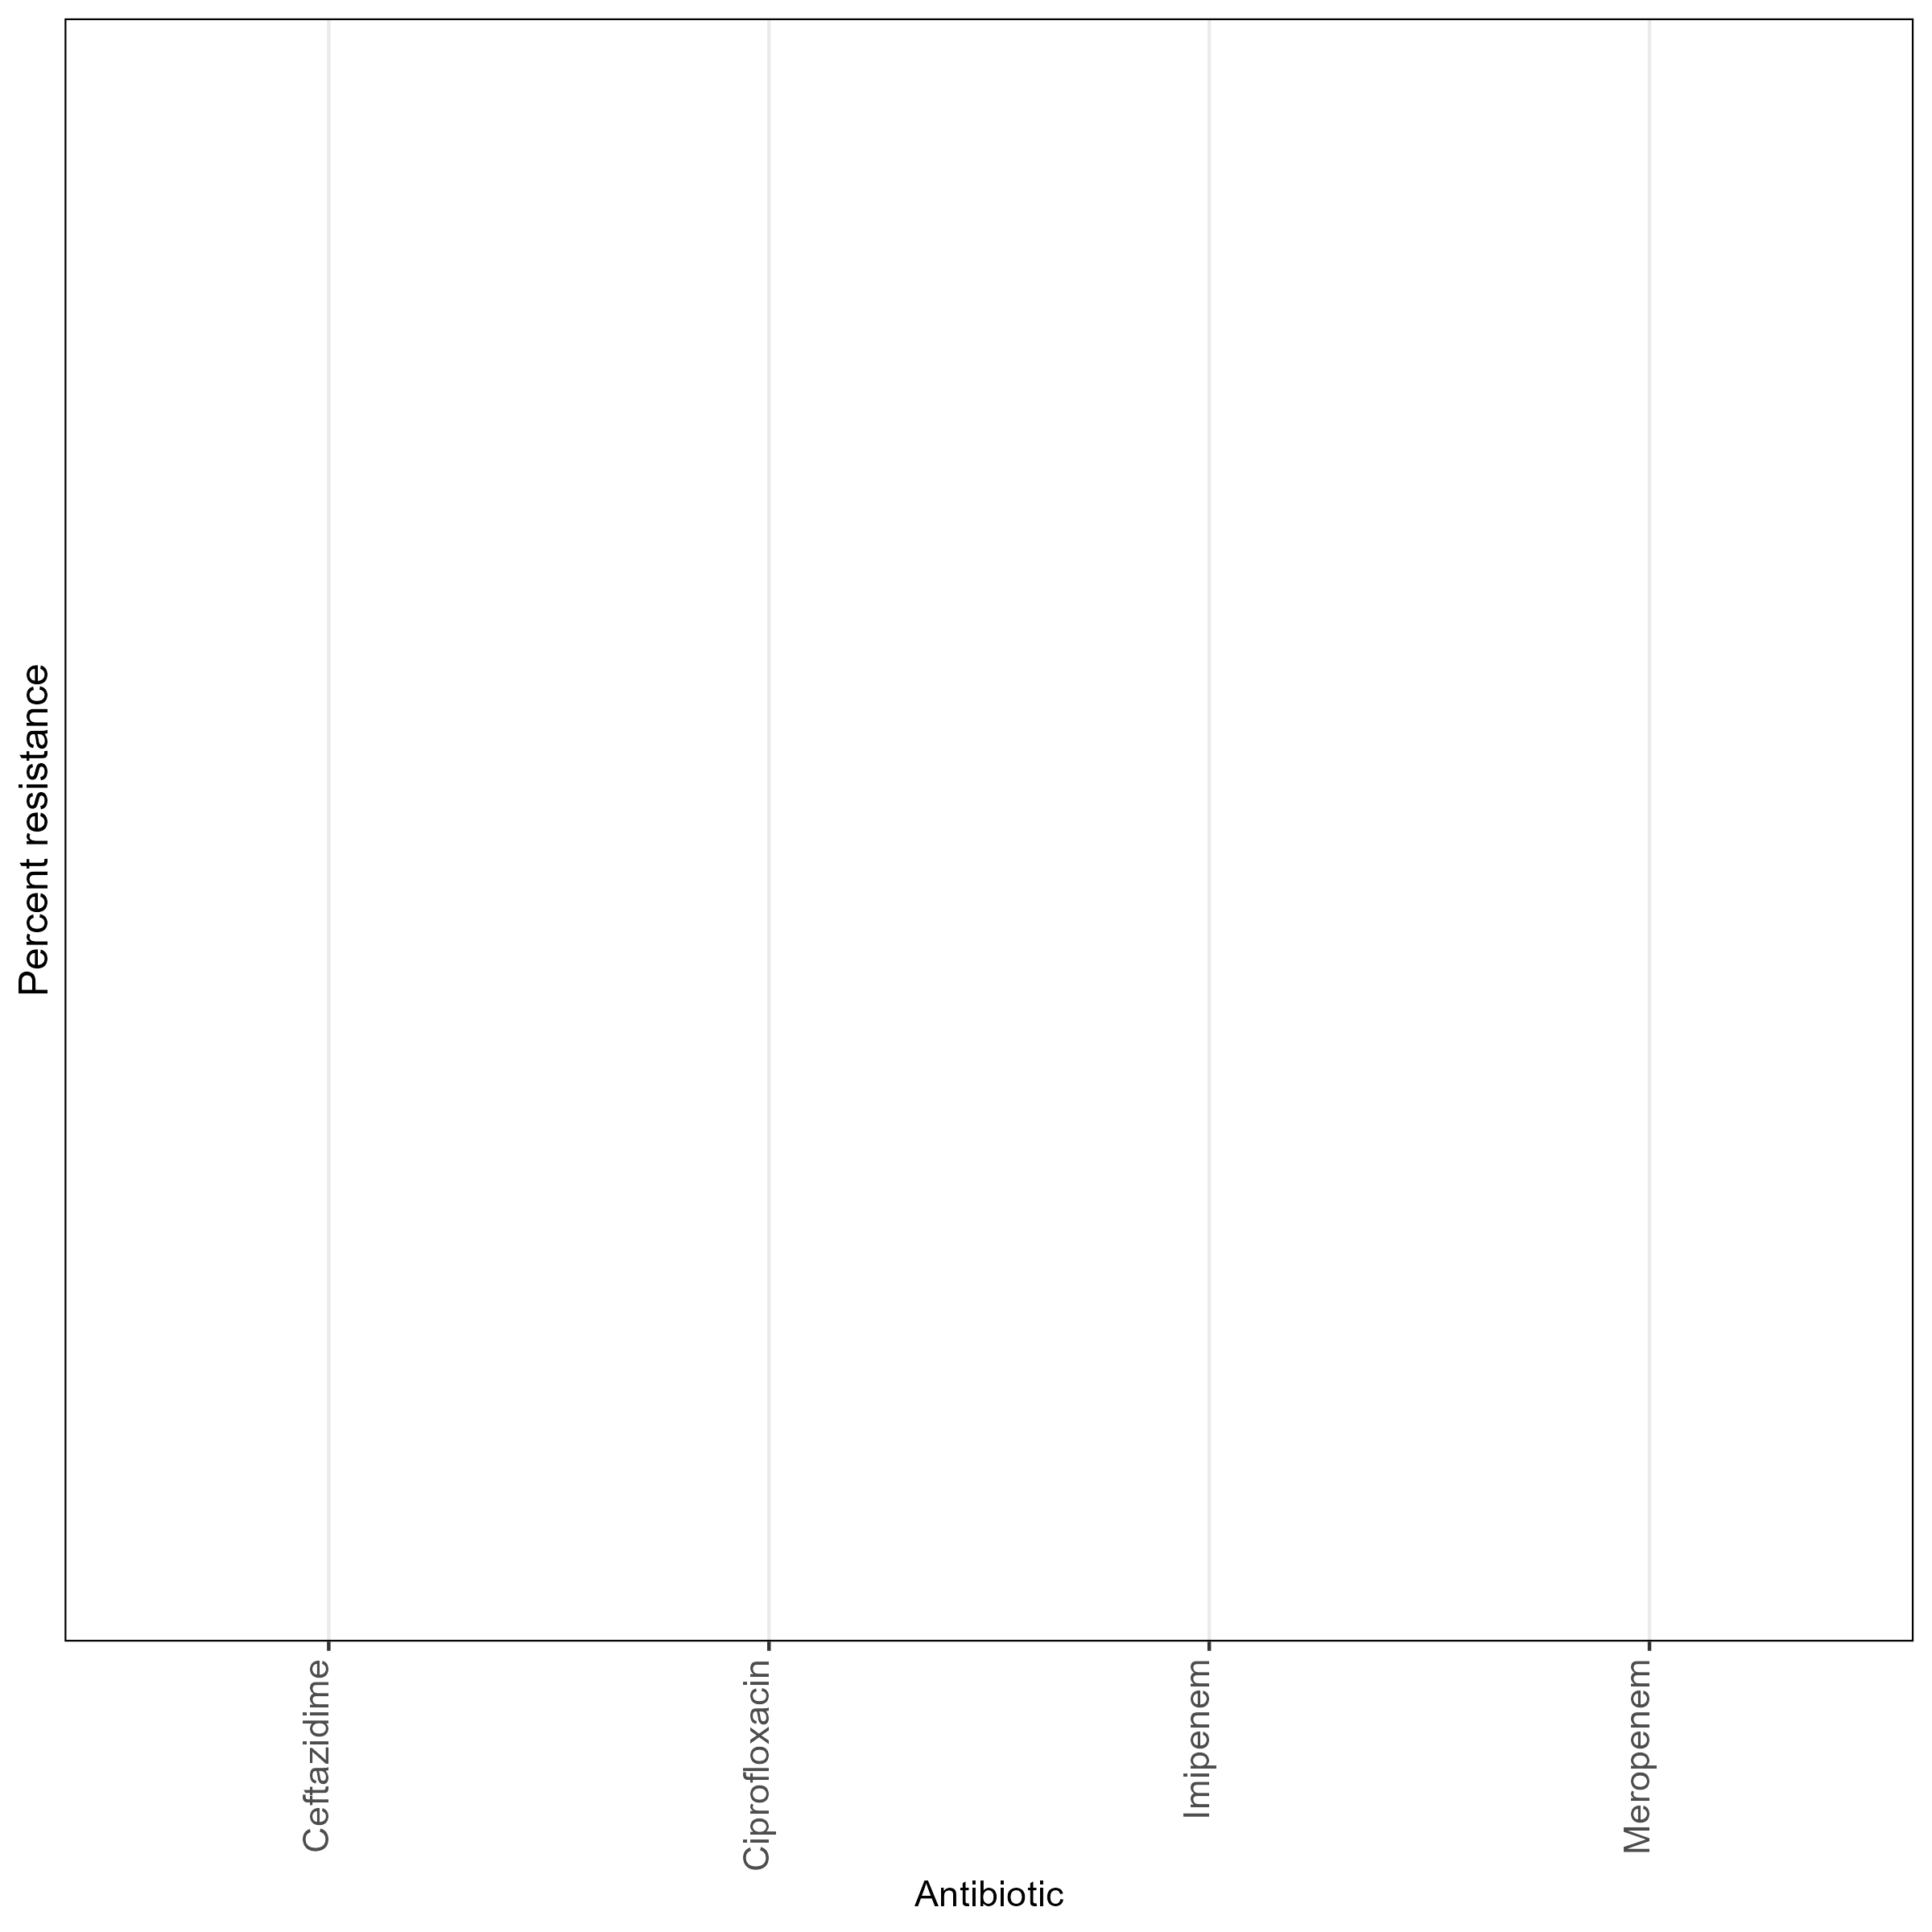 Percent resistance
Ceftazidime
Ciprofloxacin
Imipenem
Meropenem
Antibiotic